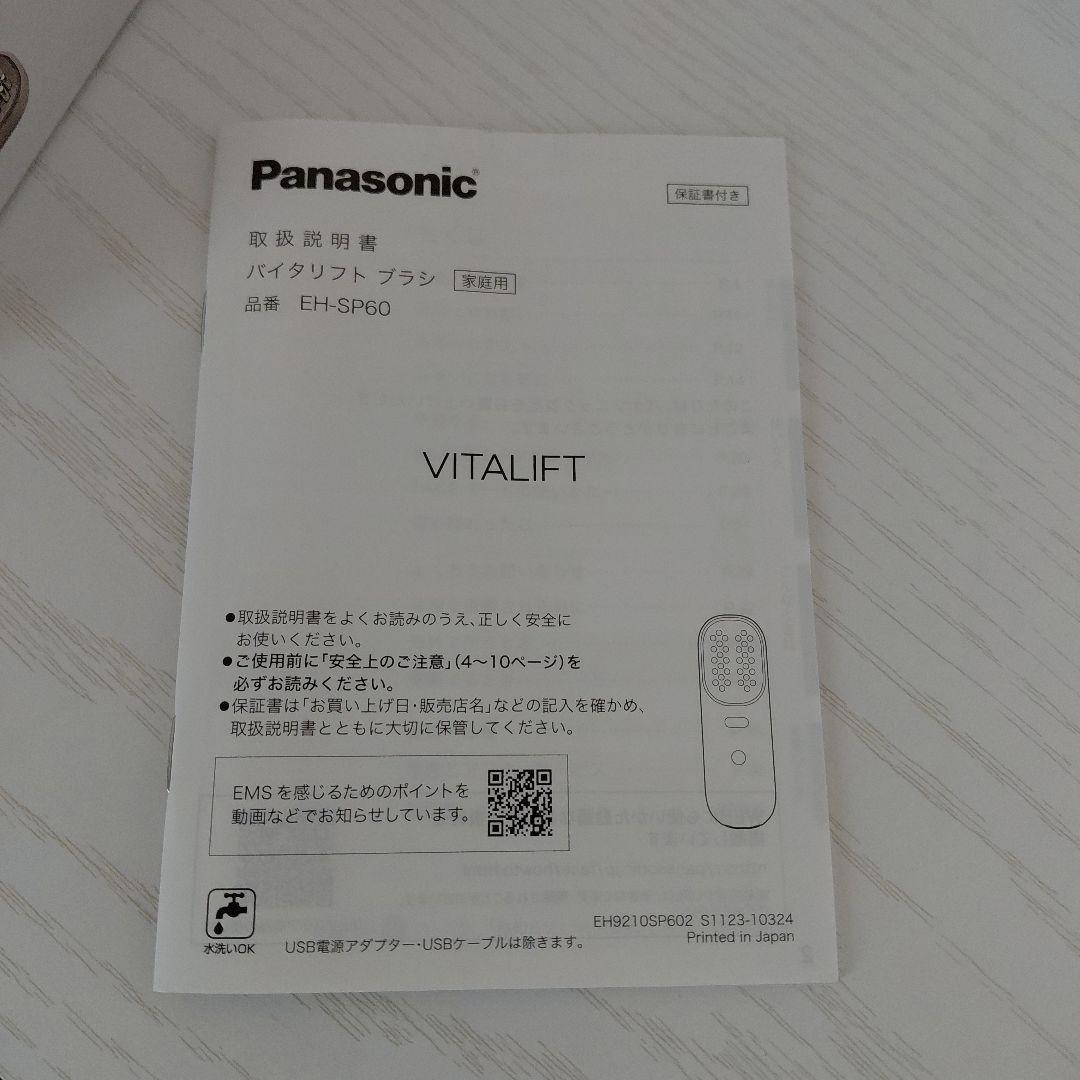 Panasonic®
保証書付き
取扱説明書
バイタリフト ブラシ 家庭用
品番 EH-SP60
VITALIFT
●取扱説明書をよくお読みのうえ、正しく安全に
お使いください。
●ご使用前に「安全上のご注意」(4～10ページ)を
必ずお読みください。
●保証書は「お買い上げ日・販売店名」などの記入を確かめ、
取扱説明書とともに大切に保管してください。
EMSを感じるためのポイントを
動画などでお知らせしています。
水洗いOK
USB電源アダプター・USBケーブルは除きます。
EH9210SP602 S1123-10324
Printed in Japan